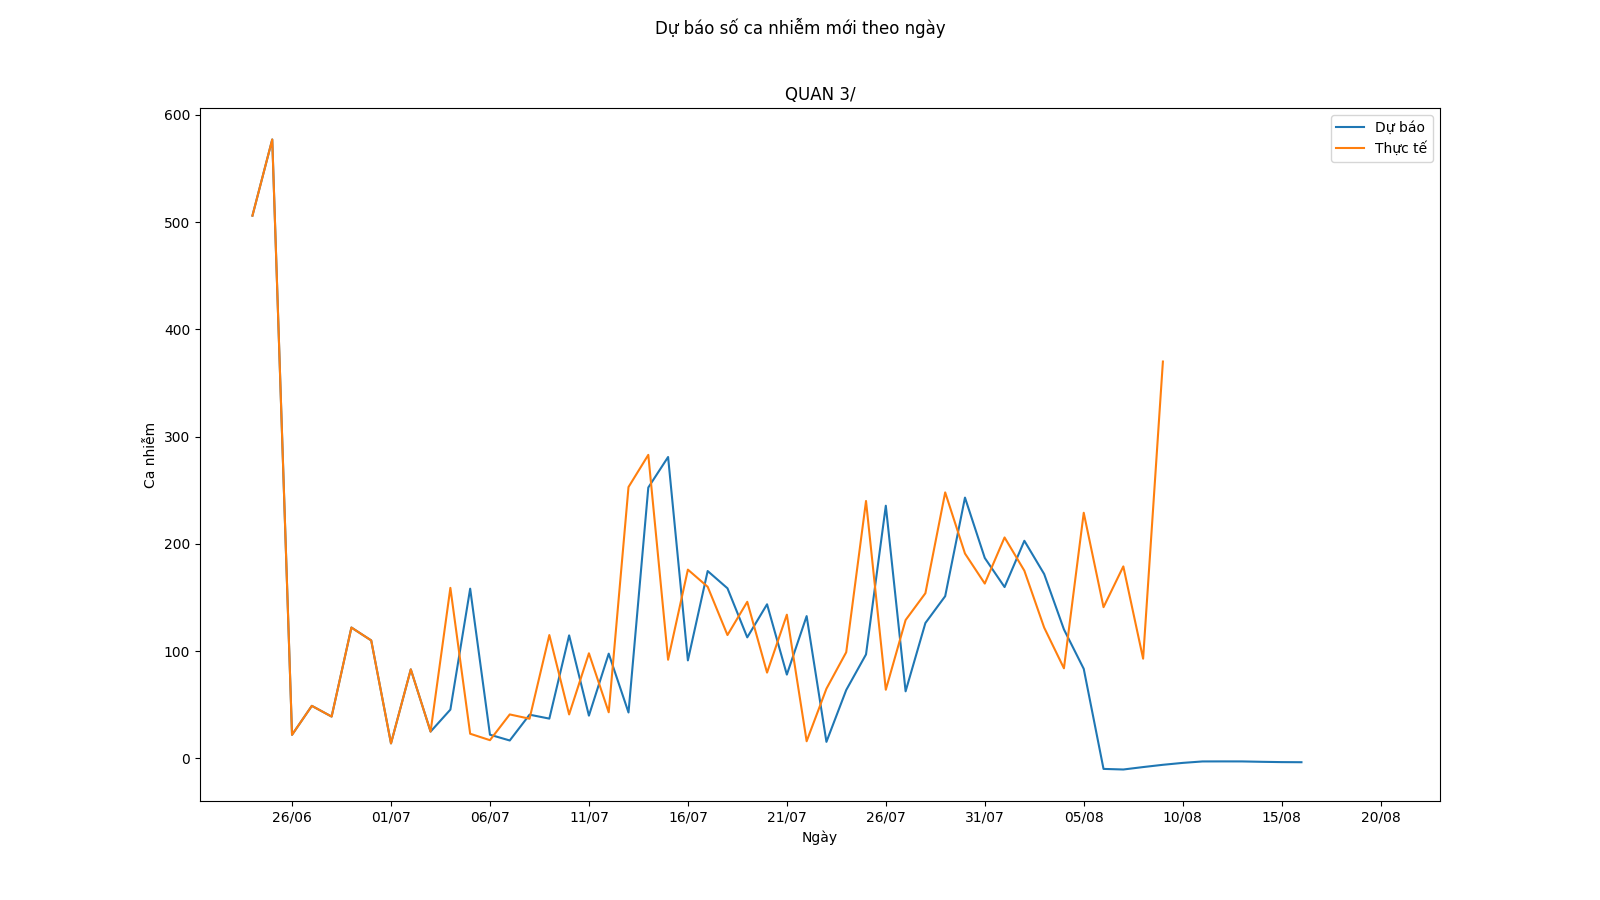 Dự báo số ca nhiễm mới theo ngày
QUAN 3/
600
500
400
300
200
100
0
Ca nhiễm
Dự báo
Thực tế
26/06 01/07 06/07 11/07 16/07 21/07 26/07 31/07 05/08 10/08 15/08 20/08
Ngày